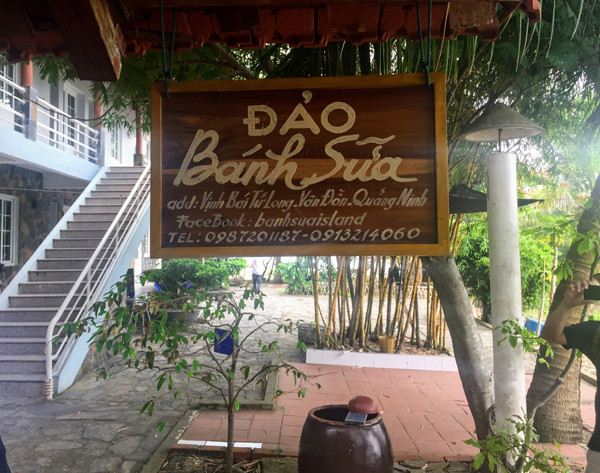 ĐẢO
Bánh Sữa
add: Vịnh Bái Tử Long, Vân Đồn, Quảng Ninh
FaceBook: banhsuaisland
TEL: 0987201187-0913214060